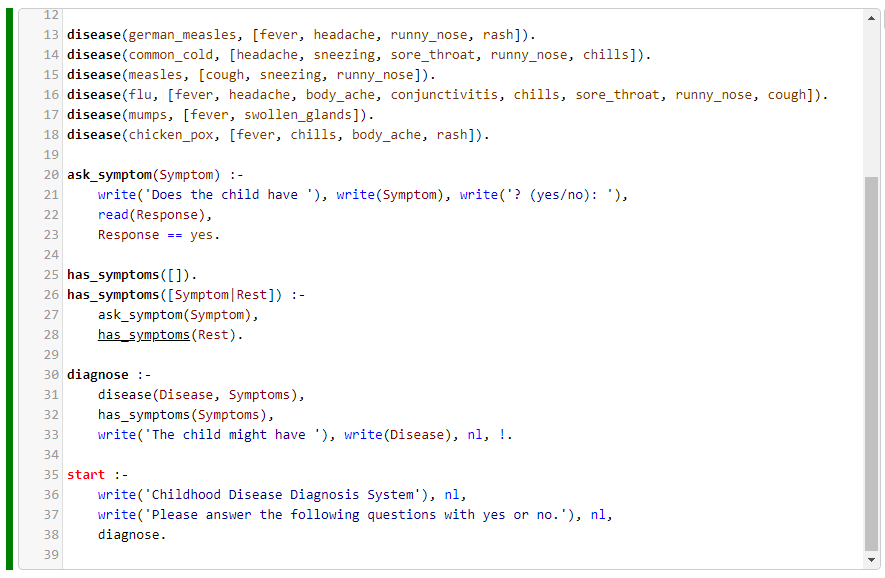 12
13 disease(german_measles, [fever, headache, runny_nose, rash]).
14 disease(common_cold, [headache, sneezing, sore_throat, runny_nose, chills]).
15 disease(measles, [cough, sneezing, runny_nose]).
16 disease(flu, [fever, headache, body_ache, conjunctivitis, chills, sore_throat, runny_nose, cough]).
17 disease(mumps, [fever, swollen_glands]).
18 disease(chicken_pox, [fever, chills, body_ache, rash]).
19
20 ask_symptom(Symptom) :-
21     write('Does the child have '), write(Symptom), write('? (yes/no): '),
22     read(Response),
23     Response == yes.
24
25 has_symptoms([]).
26 has_symptoms([Symptom|Rest]) :-
27     ask_symptom(Symptom),
28     has_symptoms(Rest).
29
30 diagnose :-
31     disease(Disease, Symptoms),
32     has_symptoms(Symptoms),
33     write('The child might have '), write(Disease), nl, !.
34
35 start :-
36     write('Childhood Disease Diagnosis System'), nl,
37     write('Please answer the following questions with yes or no.'), nl,
38     diagnose.
39